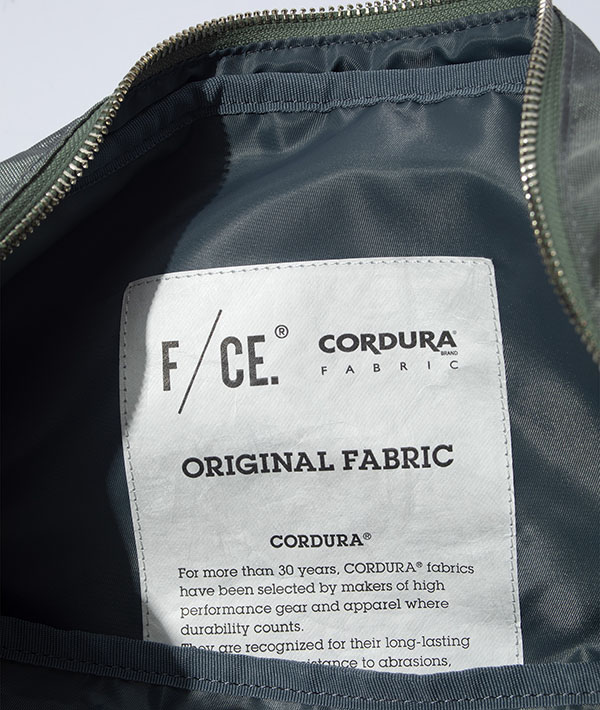 F/CE.®
CORDURA®
BRAND
FABRIC
ORIGINAL FABRIC
CORDURA®
For more than 30 years, CORDURA® fabrics
have been selected by makers of high
performance gear and apparel where
durability counts.
They are recognized for their long-lasting
to abrasions,